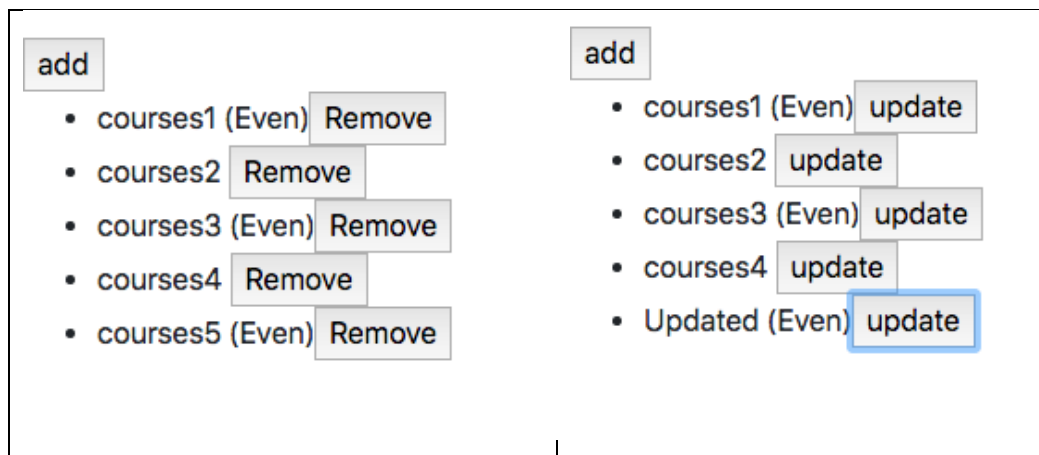 add
• courses1 (Even) Remove
• courses2 Remove
• courses3 (Even) Remove
• courses4 Remove
• courses5 (Even) Remove
add
• courses1 (Even) update
• courses2 update
• courses3 (Even) update
• courses4 update
• Updated (Even) update